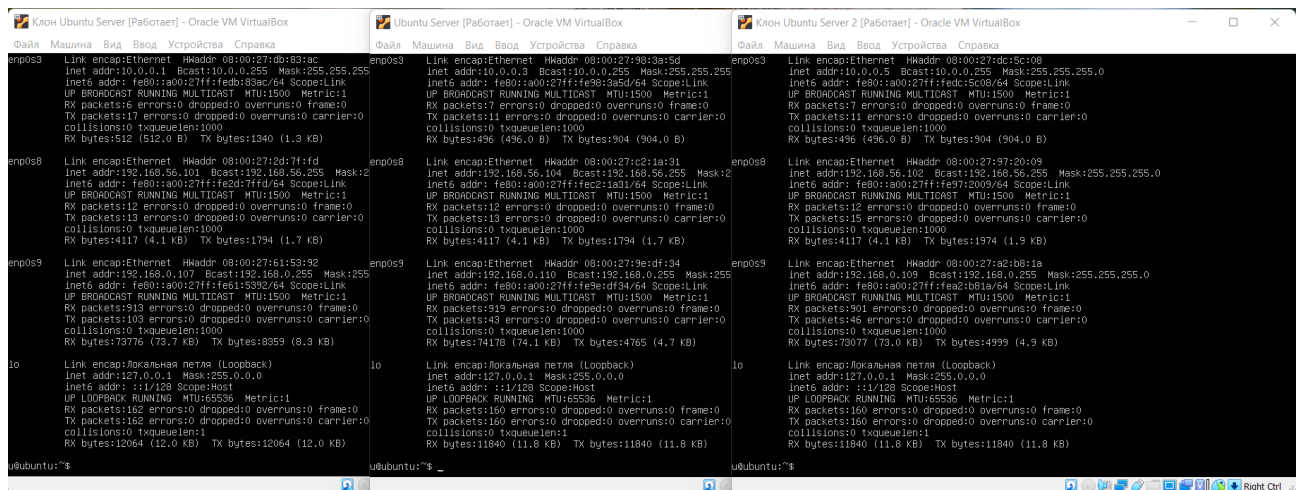 Клон Ubuntu Server [Работает] - Oracle VM VirtualBox
Файл Машина Вид Ввод Устройства Справка
enp0s3 Link encap:Ethernet HWaddr 08:00:27:db:83:ac
inet addr:10.0.0.1 Bcast:10.0.0.255 Mask:255.255.255
inet6 addr: fe80::a00:27ff:fedb:83ac/64 Scope:Link
UP BROADCAST RUNNING MULTICAST MTU:1500 Metric:1
RX packets:6 errors:0 dropped:0 overruns:0 frame:0
TX packets:17 errors:0 dropped:0 overruns:0 carrier:0
collisions:0 txqueuelen:1000
RX bytes:512 (512.0 B) TX bytes:1340 (1.3 KB)
enp0s8 Link encap:Ethernet HWaddr 08:00:27:2d:7f:fd
inet addr:192.168.56.101 Bcast:192.168.56.255 Mask:2
inet6 addr: fe80::a00:27ff:fe2d:7ffd/64 Scope:Link
UP BROADCAST RUNNING MULTICAST MTU:1500 Metric:1
RX packets:12 errors:0 dropped:0 overruns:0 frame:0
TX packets:13 errors:0 dropped:0 overruns:0 carrier:0
collisions:0 txqueuelen:1000
RX bytes:4117 (4.1 KB) TX bytes:1794 (1.7 KB)
enp0s9 Link encap:Ethernet HWaddr 08:00:27:61:53:92
inet addr:192.168.0.107 Bcast:192.168.0.255 Mask:255
inet6 addr: fe80::a00:27ff:fe61:5392/64 Scope:Link
UP BROADCAST RUNNING MULTICAST MTU:1500 Metric:1
RX packets:913 errors:0 dropped:0 overruns:0 frame:0
TX packets:103 errors:0 dropped:0 overruns:0 carrier:0
collisions:0 txqueuelen:1000
RX bytes:73776 (73.7 KB) TX bytes:8359 (8.3 KB)
lo Link encap:Локальная петля (Loopback)
inet addr:127.0.0.1 Mask:255.0.0.0
inet6 addr: ::1/128 Scope:Host
UP LOOPBACK RUNNING MTU:65536 Metric:1
RX packets:162 errors:0 dropped:0 overruns:0 frame:0
TX packets:162 errors:0 dropped:0 overruns:0 carrier:0
collisions:0 txqueuelen:1
RX bytes:12064 (12.0 KB) TX bytes:12064 (12.0 KB)
u@ubuntu:~$
Ubuntu Server [Работает] - Oracle VM VirtualBox
Файл Машина Вид Ввод Устройства Справка
enp0s3 Link encap:Ethernet HWaddr 08:00:27:98:3a:5d
inet addr:10.0.0.3 Bcast:10.0.0.255 Mask:255.255.255
inet6 addr: fe80::a00:27ff:fe98:3a5d/64 Scope:Link
UP BROADCAST RUNNING MULTICAST MTU:1500 Metric:1
RX packets:7 errors:0 dropped:0 overruns:0 frame:0
TX packets:11 errors:0 dropped:0 overruns:0 carrier:0
collisions:0 txqueuelen:1000
RX bytes:496 (496.0 B) TX bytes:904 (904.0 B)
enp0s8 Link encap:Ethernet HWaddr 08:00:27:c2:1a:31
inet addr:192.168.56.104 Bcast:192.168.56.255 Mask:2
inet6 addr: fe80::a00:27ff:fec2:1a31/64 Scope:Link
UP BROADCAST RUNNING MULTICAST MTU:1500 Metric:1
RX packets:12 errors:0 dropped:0 overruns:0 frame:0
TX packets:13 errors:0 dropped:0 overruns:0 carrier:0
collisions:0 txqueuelen:1000
RX bytes:4117 (4.1 KB) TX bytes:1794 (1.7 KB)
enp0s9 Link encap:Ethernet HWaddr 08:00:27:9e:df:34
inet addr:192.168.0.110 Bcast:192.168.0.255 Mask:255
inet6 addr: fe80::a00:27ff:fe9e:df34/64 Scope:Link
UP BROADCAST RUNNING MULTICAST MTU:1500 Metric:1
RX packets:919 errors:0 dropped:0 overruns:0 frame:0
TX packets:43 errors:0 dropped:0 overruns:0 carrier:0
collisions:0 txqueuelen:1000
RX bytes:74178 (74.1 KB) TX bytes:4765 (4.7 KB)
lo Link encap:Локальная петля (Loopback)
inet addr:127.0.0.1 Mask:255.0.0.0
inet6 addr: ::1/128 Scope:Host
UP LOOPBACK RUNNING MTU:65536 Metric:1
RX packets:160 errors:0 dropped:0 overruns:0 frame:0
TX packets:160 errors:0 dropped:0 overruns:0 carrier:0
collisions:0 txqueuelen:1
RX bytes:11840 (11.8 KB) TX bytes:11840 (11.8 KB)
u@ubuntu:~$ _
Клон Ubuntu Server 2 [Работает] - Oracle VM VirtualBox
Файл Машина Вид Ввод Устройства Справка
enp0s3 Link encap:Ethernet HWaddr 08:00:27:dc:5c:08
inet addr:10.0.0.5 Bcast:10.0.0.255 Mask:255.255.255.0
inet6 addr: fe80::a00:27ff:fedc:5c08/64 Scope:Link
UP BROADCAST RUNNING MULTICAST MTU:1500 Metric:1
RX packets:7 errors:0 dropped:0 overruns:0 frame:0
TX packets:11 errors:0 dropped:0 overruns:0 carrier:0
collisions:0 txqueuelen:1000
RX bytes:496 (496.0 B) TX bytes:904 (904.0 B)
enp0s8 Link encap:Ethernet HWaddr 08:00:27:97:20:09
inet addr:192.168.56.102 Bcast:192.168.56.255 Mask:255.255.255.0
inet6 addr: fe80::a00:27ff:fe97:2009/64 Scope:Link
UP BROADCAST RUNNING MULTICAST MTU:1500 Metric:1
RX packets:12 errors:0 dropped:0 overruns:0 frame:0
TX packets:15 errors:0 dropped:0 overruns:0 carrier:0
collisions:0 txqueuelen:1000
RX bytes:4117 (4.1 KB) TX bytes:1974 (1.9 KB)
enp0s9 Link encap:Ethernet HWaddr 08:00:27:a2:b8:1a
inet addr:192.168.0.109 Bcast:192.168.0.255 Mask:255.255.255.0
inet6 addr: fe80::a00:27ff:fea2:b81a/64 Scope:Link
UP BROADCAST RUNNING MULTICAST MTU:1500 Metric:1
RX packets:901 errors:0 dropped:0 overruns:0 frame:0
TX packets:46 errors:0 dropped:0 overruns:0 carrier:0
collisions:0 txqueuelen:1000
RX bytes:73077 (73.0 KB) TX bytes:4999 (4.9 KB)
lo Link encap:Локальная петля (Loopback)
inet addr:127.0.0.1 Mask:255.0.0.0
inet6 addr: ::1/128 Scope:Host
UP LOOPBACK RUNNING MTU:65536 Metric:1
RX packets:160 errors:0 dropped:0 overruns:0 frame:0
TX packets:160 errors:0 dropped:0 overruns:0 carrier:0
collisions:0 txqueuelen:1
RX bytes:11840 (11.8 KB) TX bytes:11840 (11.8 KB)
u@ubuntu:~$
Right Ctrl